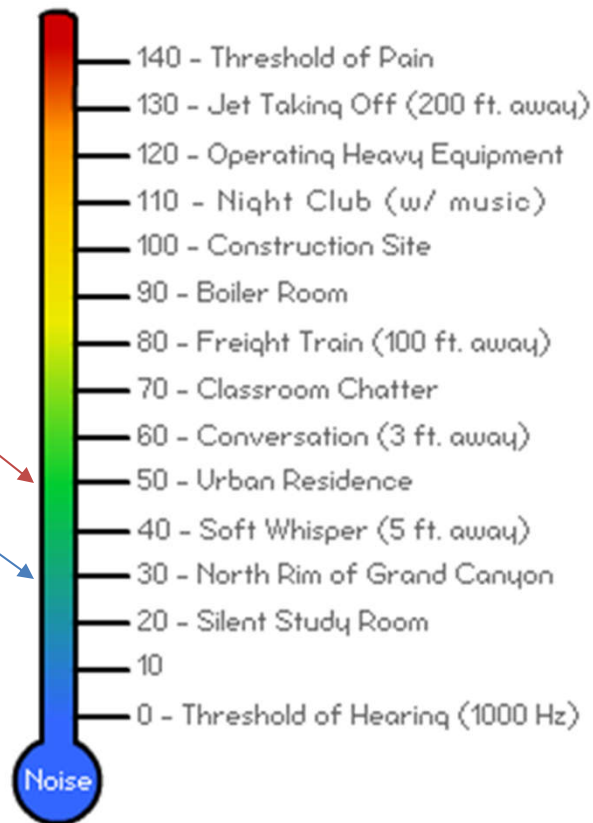 140 - Threshold of Pain
130 - Jet Taking Off (200 ft. away)
120 - Operating Heavy Equipment
110 - Night Club (w/ music)
100 - Construction Site
90 - Boiler Room
80 - Freight Train (100 ft. away)
70 - Classroom Chatter
60 - Conversation (3 ft. away)
50 - Urban Residence
40 - Soft Whisper (5 ft. away)
30 - North Rim of Grand Canyon
20 - Silent Study Room
10
0 - Threshold of Hearing (1000 Hz)
Noise